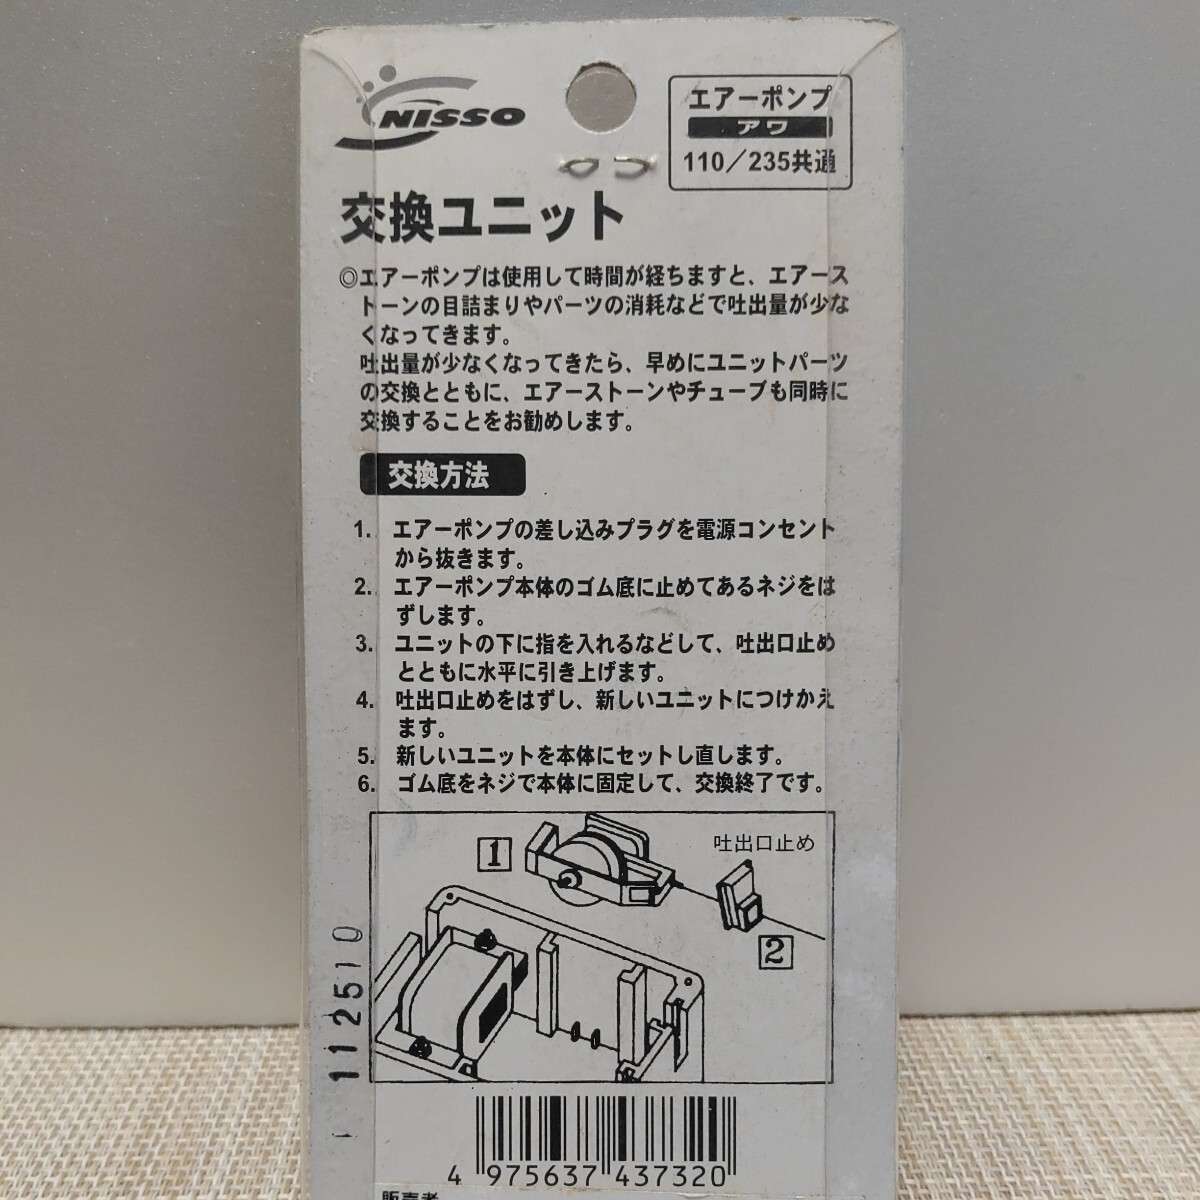 NISSO
エアーポンプ
アワ
110／235共通
交換ユニット
◎エアーポンプは使用して時間が経ちますと、エアース
トーンの目詰まりやパーツの消耗などで吐出量が少な
くなってきます。
吐出量が少なくなってきたら、早めにユニットパーツ
の交換とともに、エアーストーンやチューブも同時に
交換することをお勧めします。
交換方法
1. エアーポンプの差し込みプラグを電源コンセント
から抜きます。
2. エアーポンプ本体のゴム底に止めてあるネジをは
ずします。
3. ユニットの下に指を入れるなどして、吐出口止め
とともに水平に引き上げます。
4. 吐出口止めをはずし、新しいユニットにつけかえ
ます。
5. 新しいユニットを本体にセットし直します。
6. ゴム底をネジで本体に固定して、交換終了です。
1
吐出口止め
2
112510
4 975637 437320
販売者